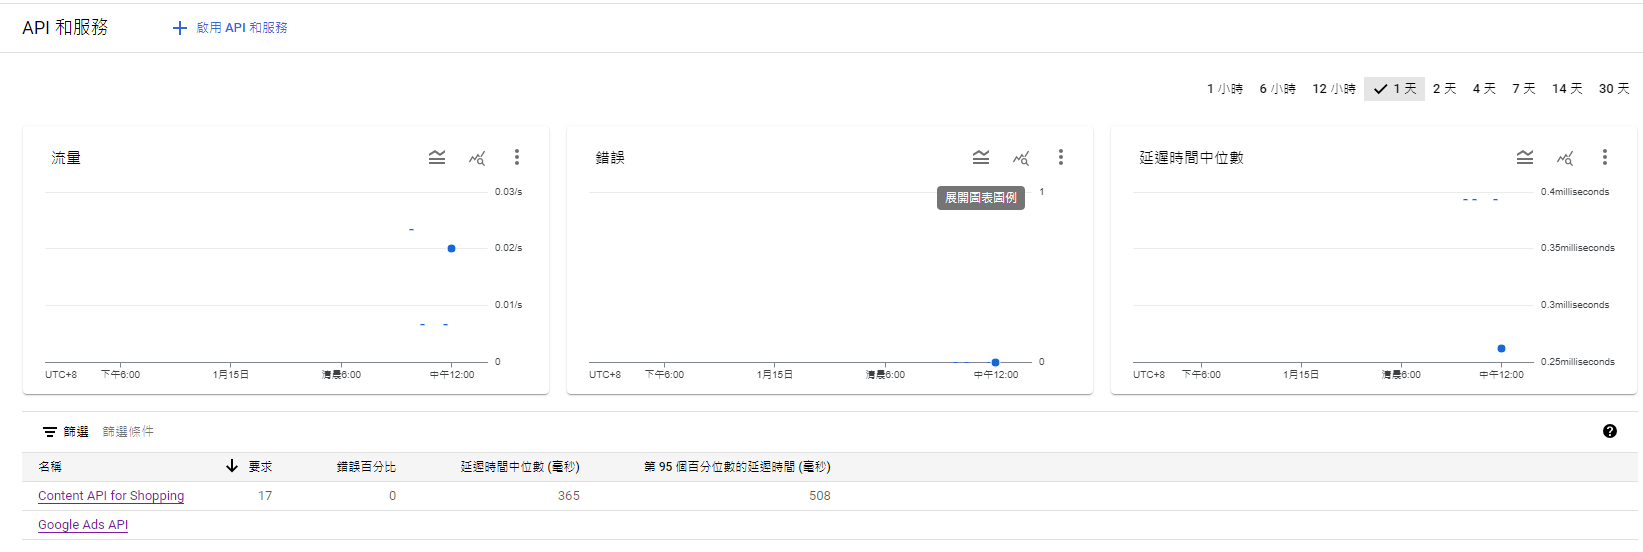 API 和服務 啟用 API 和服務
1 小時 6 小時 12 小時 1 天 2 天 4 天 7 天 14 天 30 天
流量
0.03/s
0.02/s
0.01/s
0
UTC+8 下午6:00 1月15日 清晨6:00 中午12:00
錯誤
展開圖表圖例
1
0
UTC+8 下午6:00 1月15日 清晨6:00 中午12:00
延遲時間中位數
0.4milliseconds
0.35milliseconds
0.3milliseconds
0.25milliseconds
UTC+8 下午6:00 1月15日 清晨6:00 中午12:00
篩選 篩選條件
名稱 要求 錯誤百分比 延遲時間中位數 (毫秒) 第 95 個百分位數的延遲時間 (毫秒)
Content API for Shopping 17 0 365 508
Google Ads API